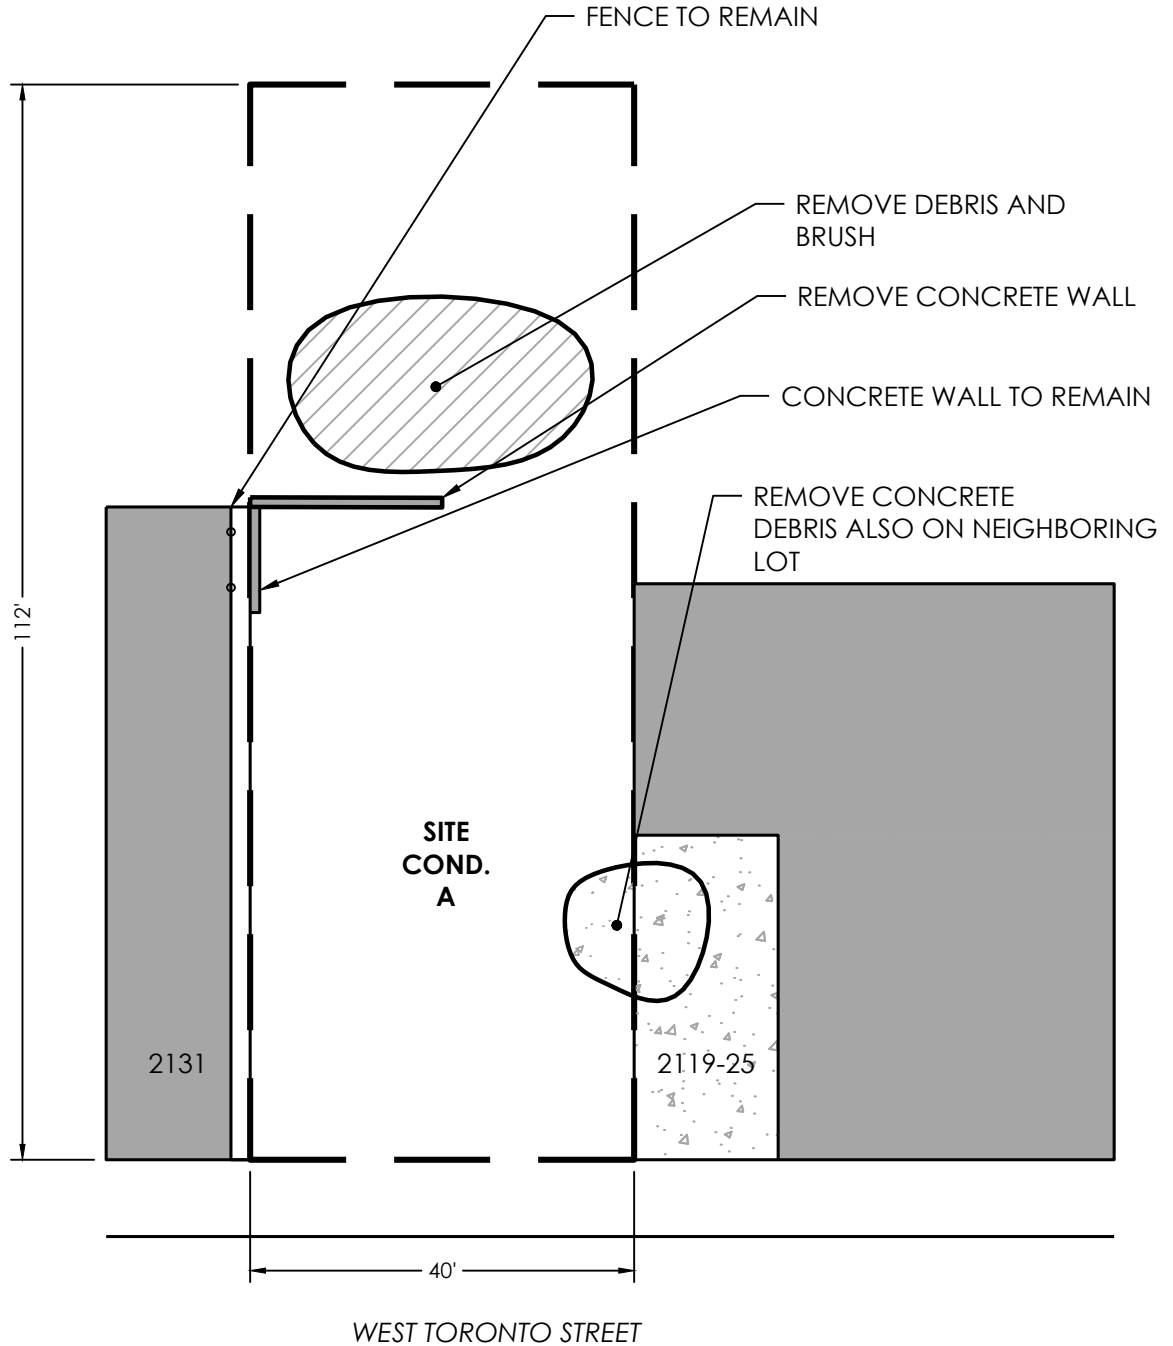 FENCE TO REMAIN
REMOVE DEBRIS AND
BRUSH
REMOVE CONCRETE WALL
CONCRETE WALL TO REMAIN
REMOVE CONCRETE
DEBRIS ALSO ON NEIGHBORING
LOT
112'
SITE
COND.
A
2131
2119-25
40'
WEST TORONTO STREET